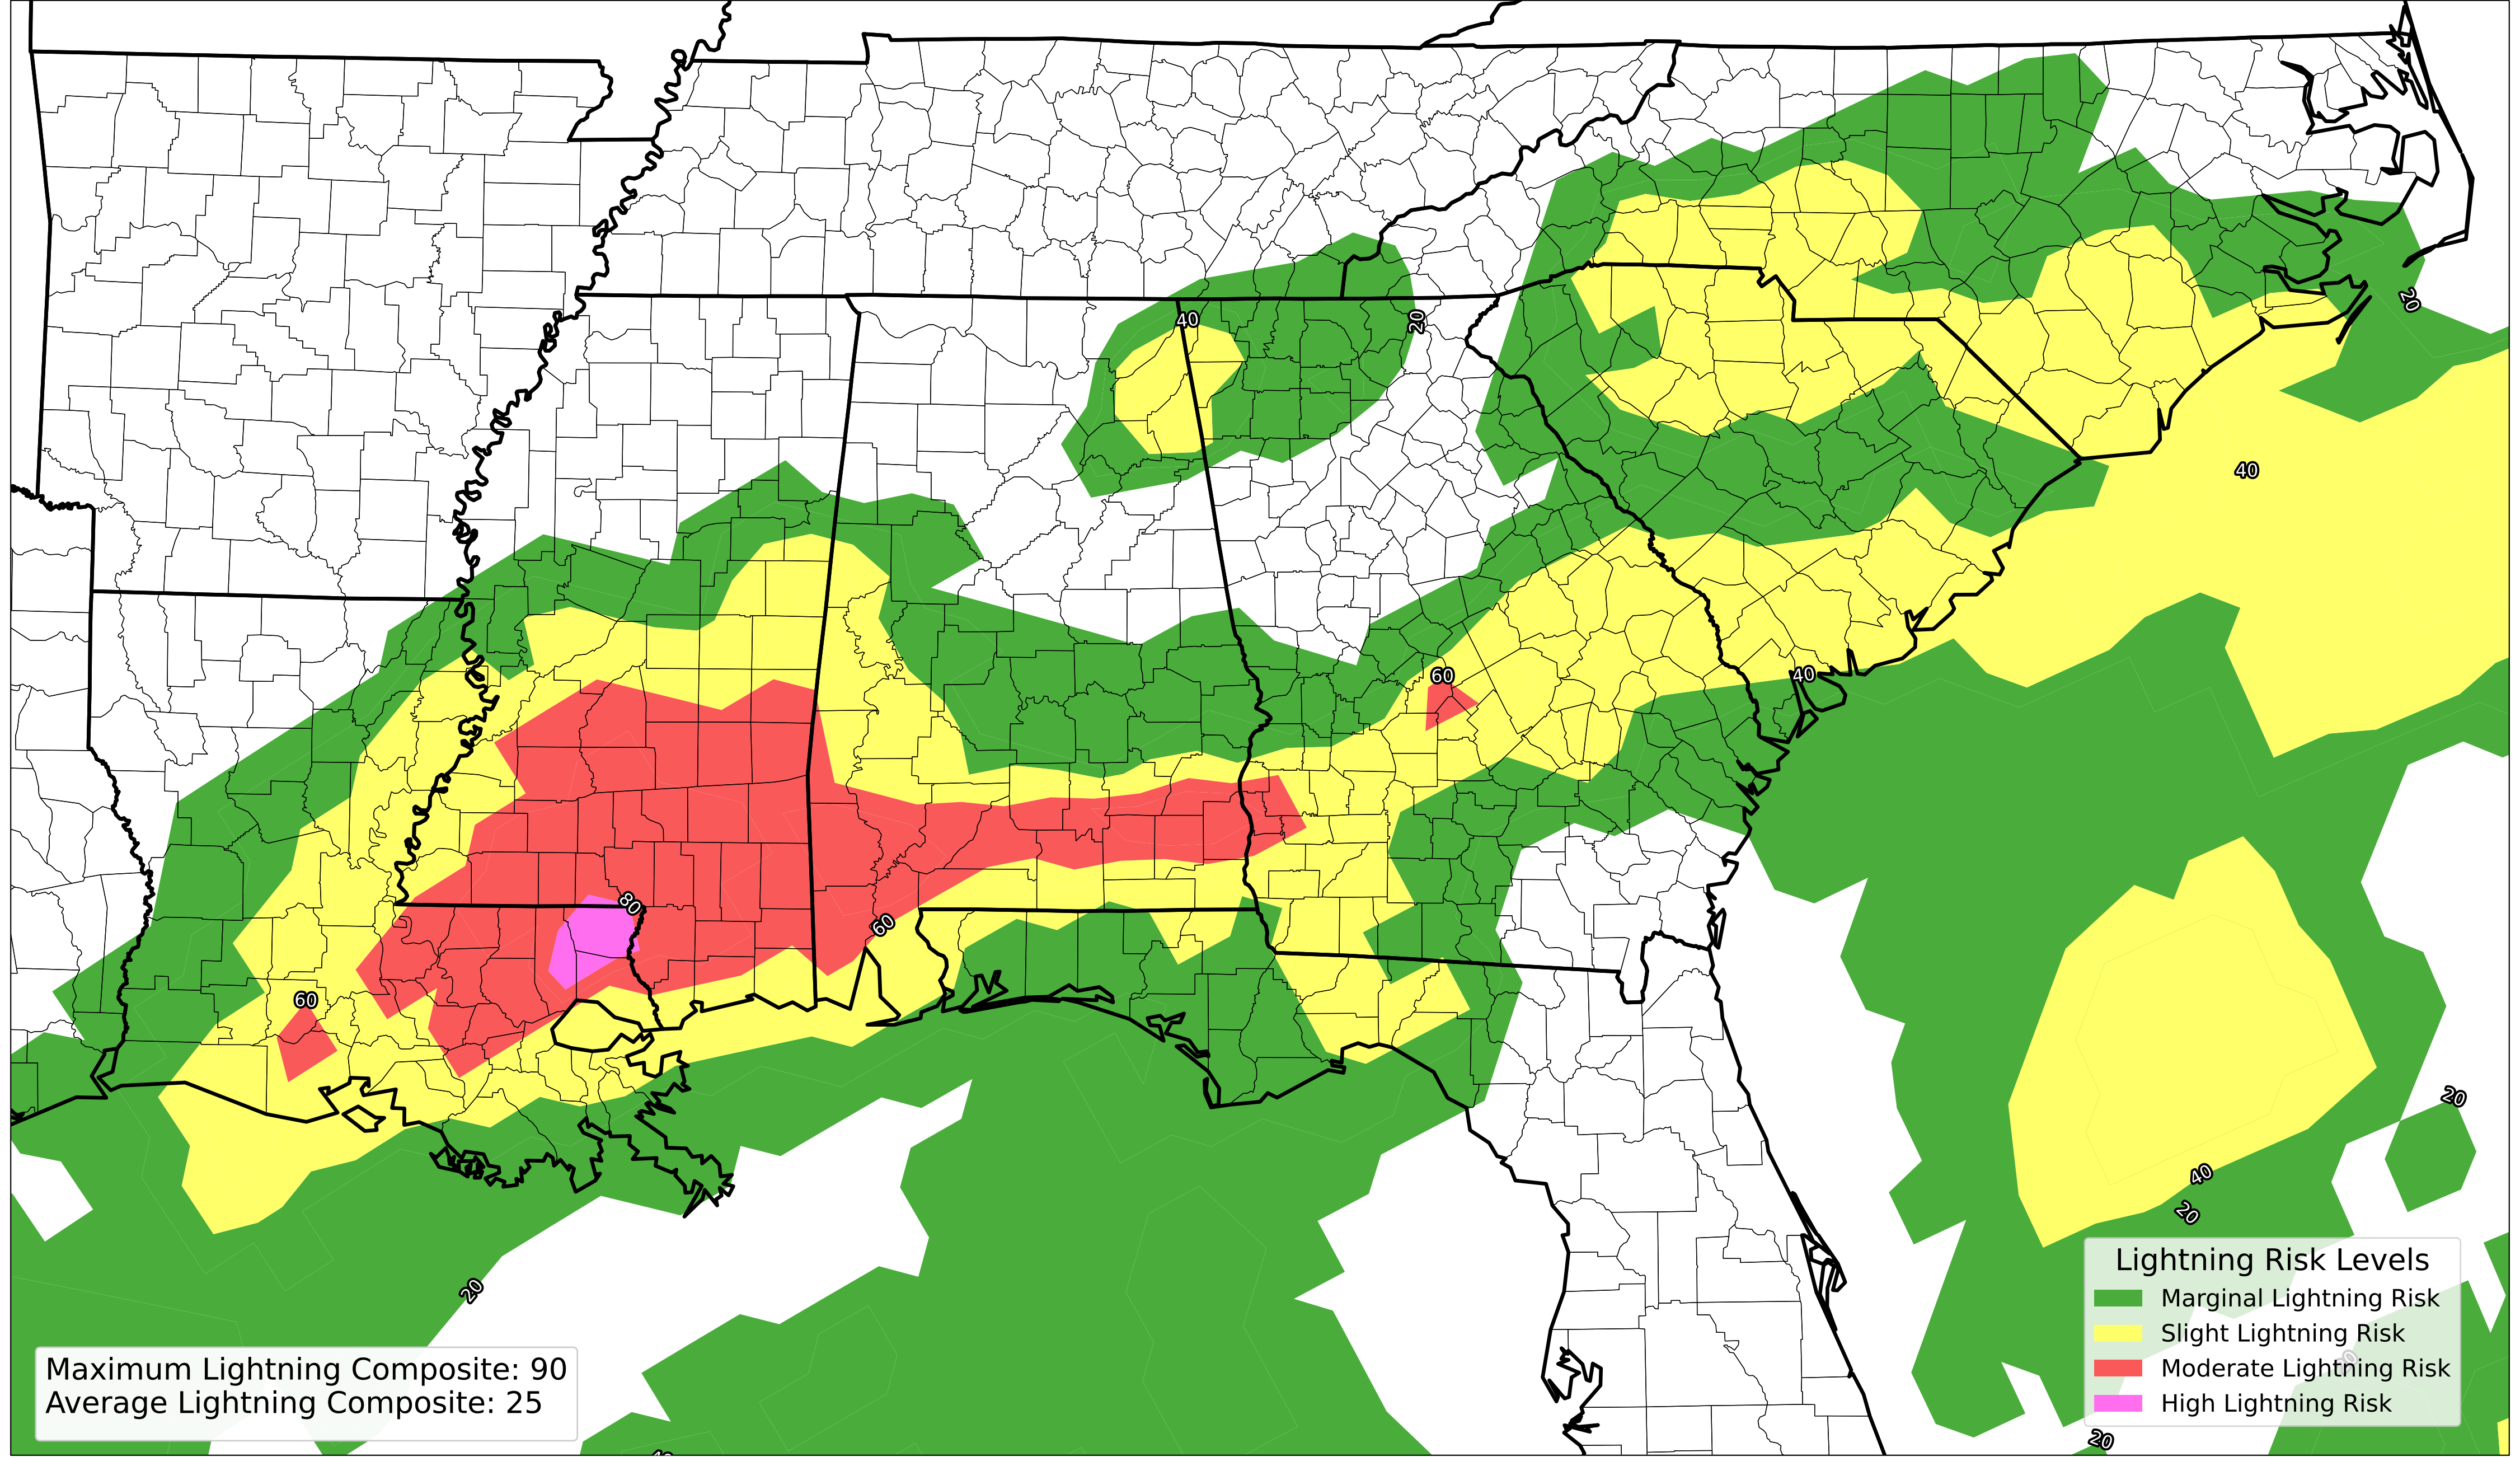 40
20
20
40
60
40
80
60
60
20
40
20
20
20
Lightning Risk Levels
Marginal Lightning Risk
Slight Lightning Risk
Moderate Lightning Risk
High Lightning Risk
Maximum Lightning Composite: 90
Average Lightning Composite: 25